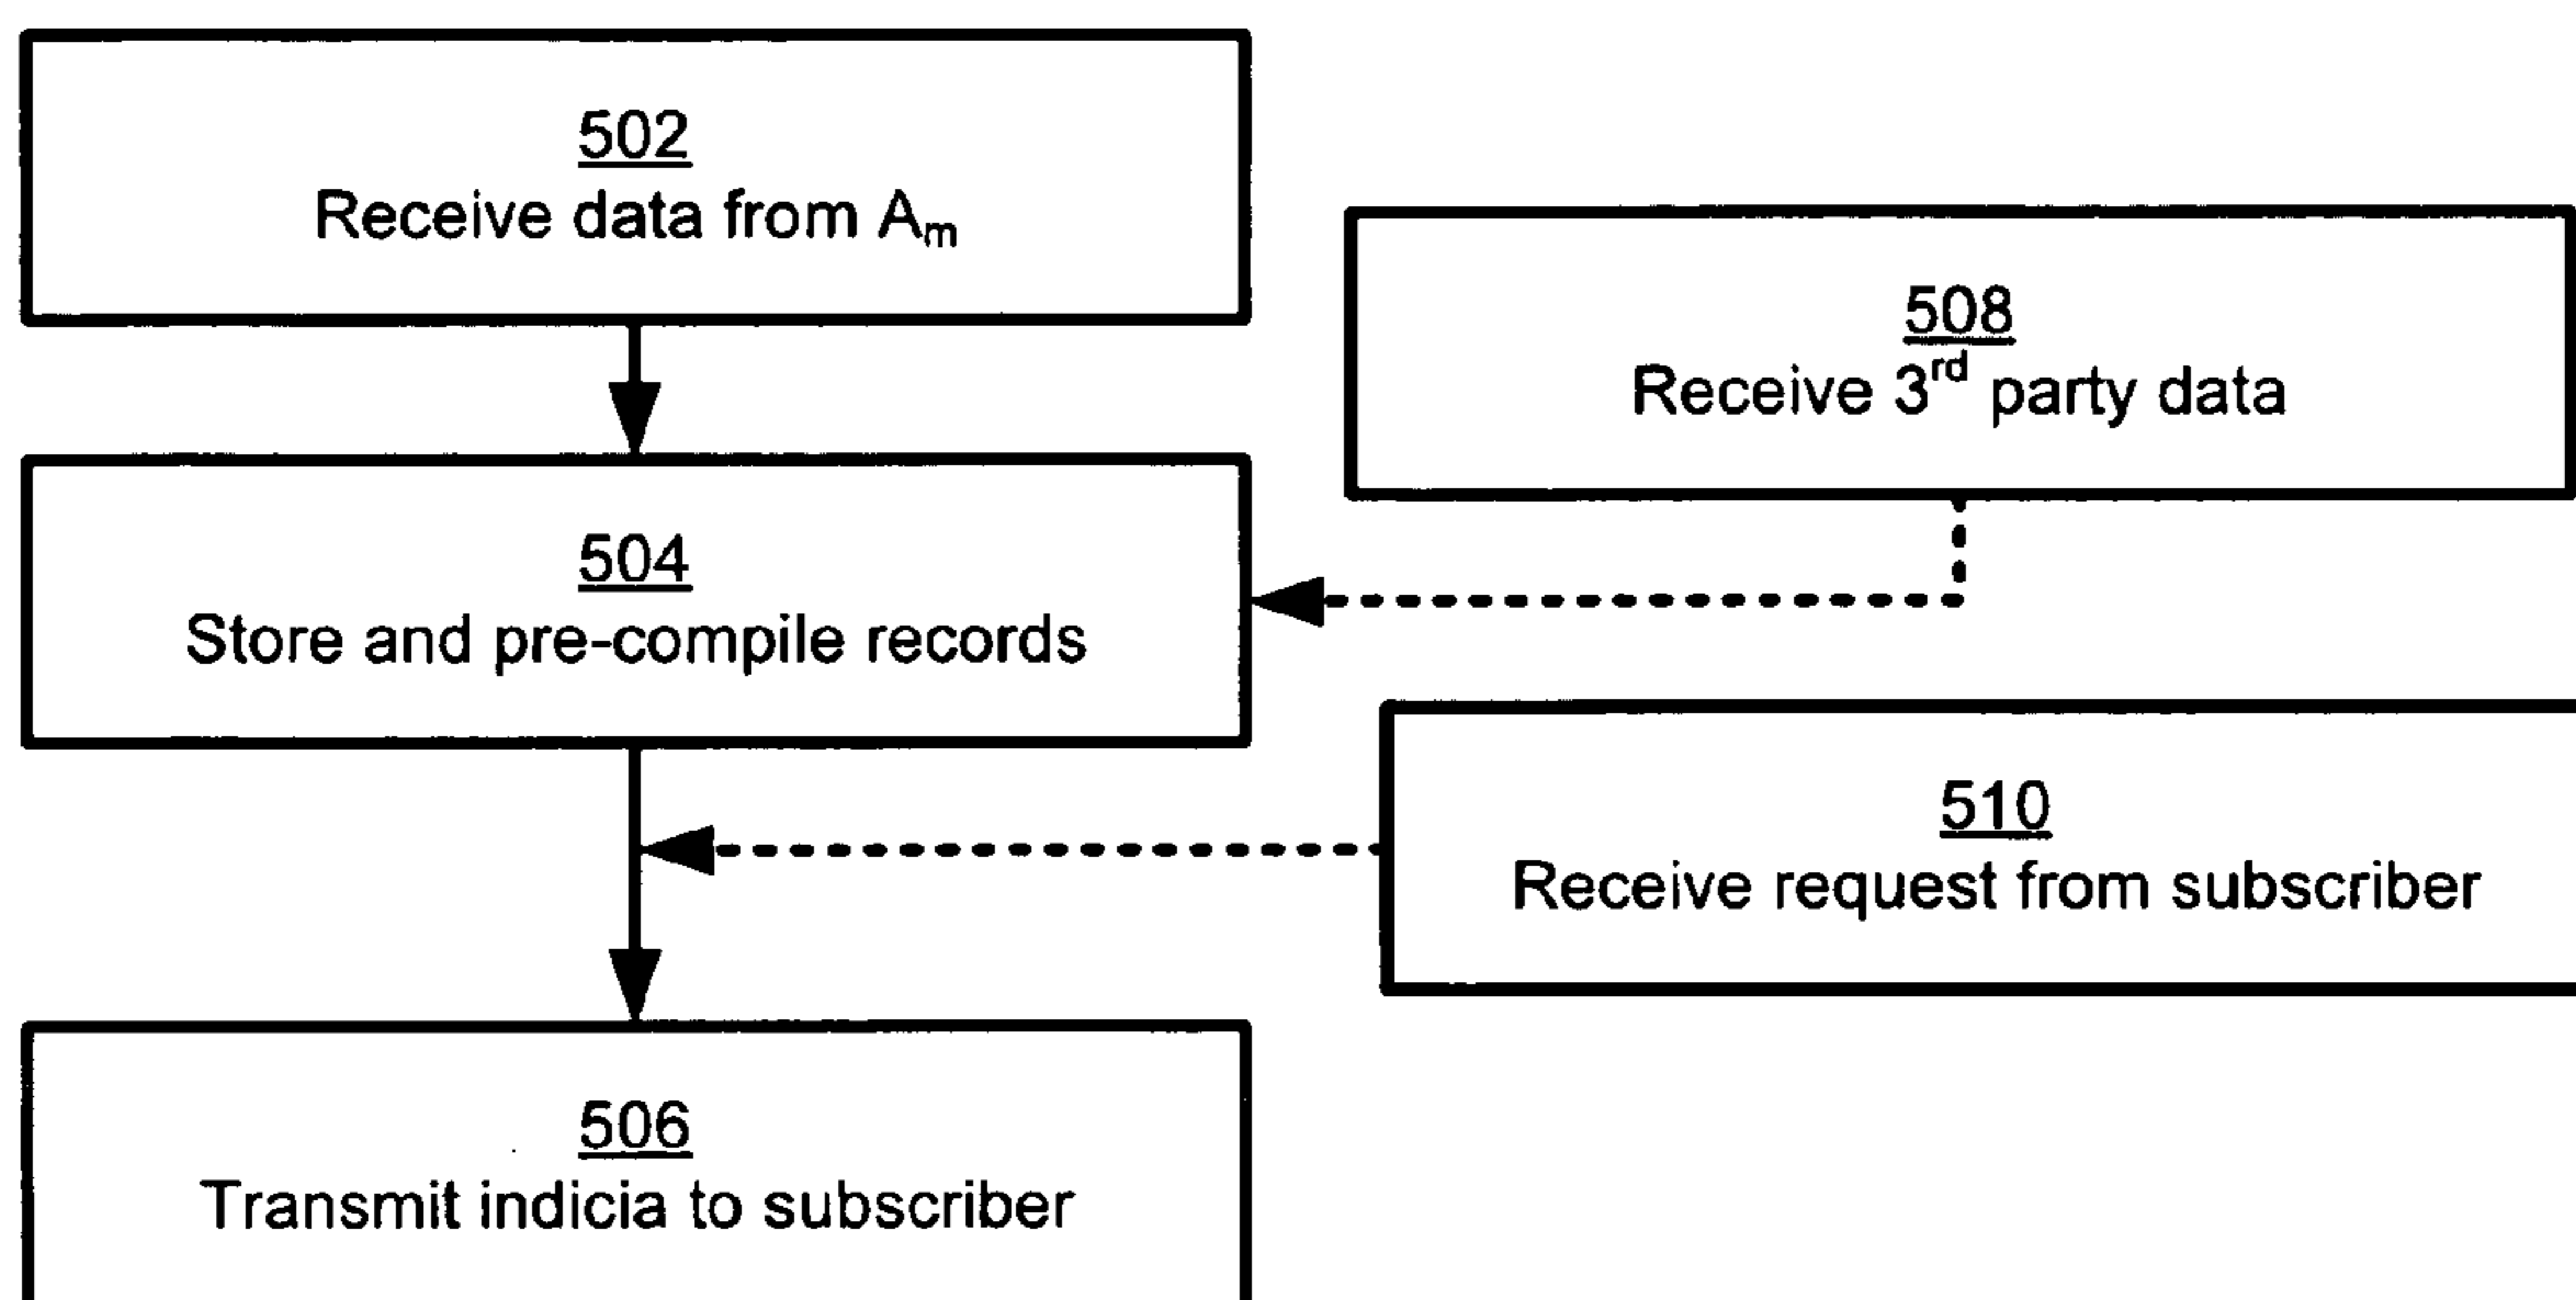 502
Receive data from Aₘ
508
Receive 3ʳᵈ party data
504
Store and pre-compile records
510
Receive request from subscriber
506
Transmit indicia to subscriber